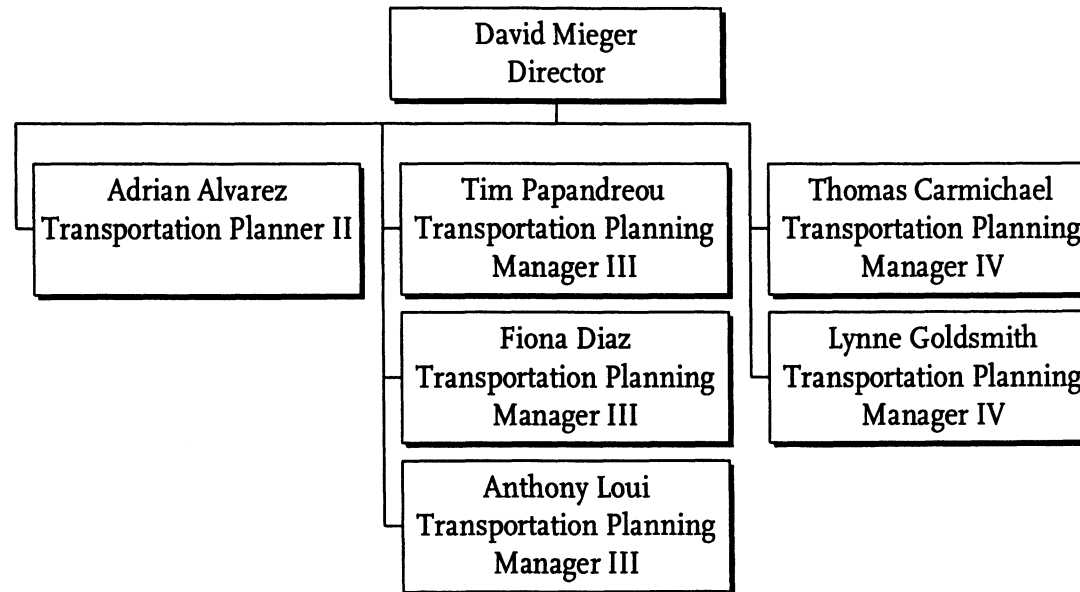 David Mieger
Director
Adrian Alvarez
Transportation Planner II
Tim Papandreou
Transportation Planning
Manager III
Fiona Diaz
Transportation Planning
Manager III
Anthony Loui
Transportation Planning
Manager III
Thomas Carmichael
Transportation Planning
Manager IV
Lynne Goldsmith
Transportation Planning
Manager IV